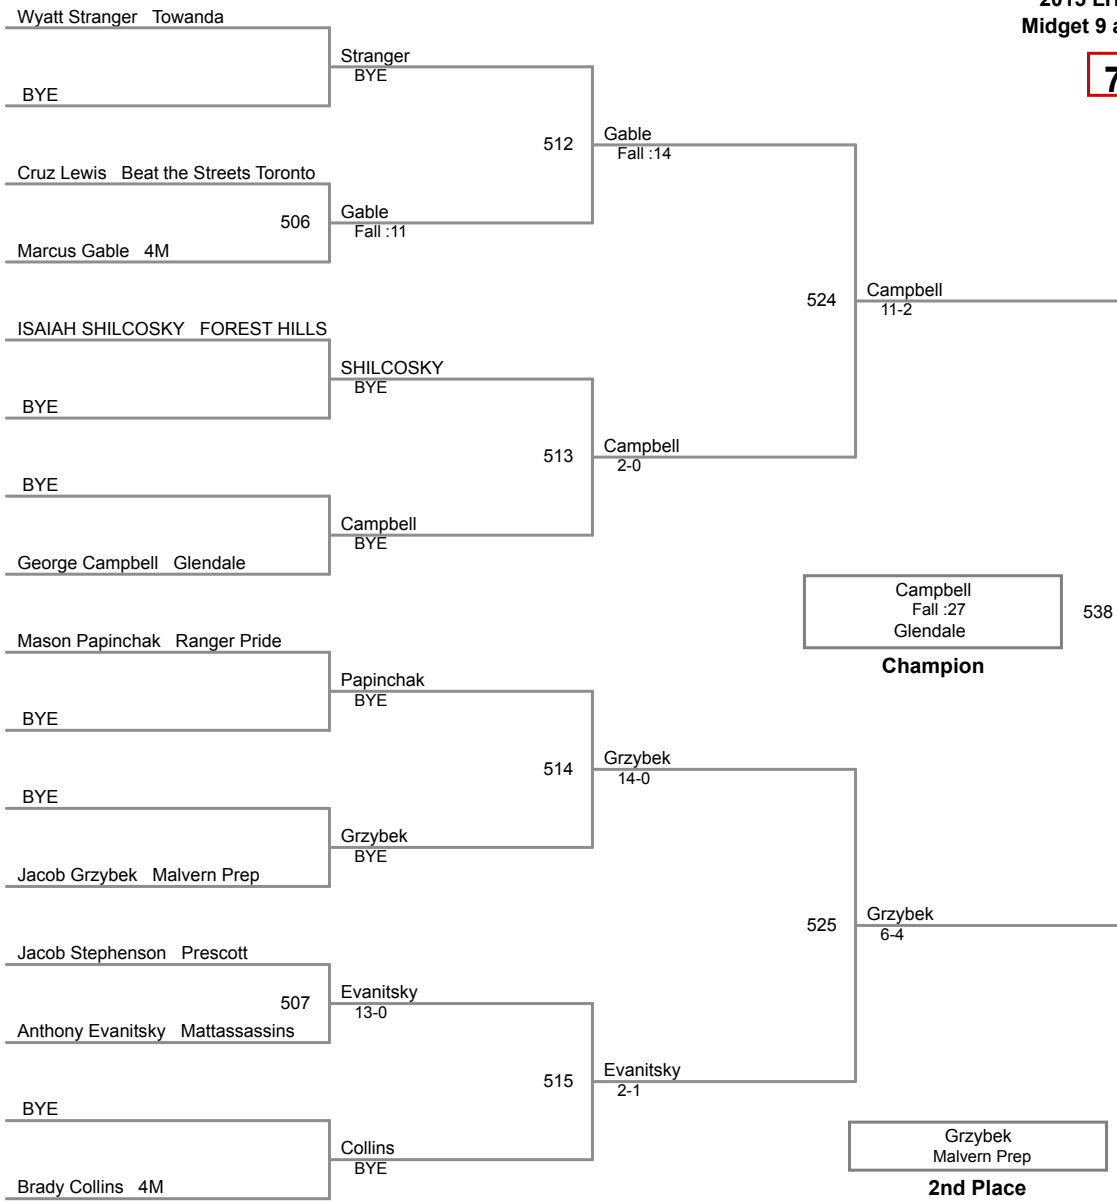 2015 LH
Midget 9 a
7
Wyatt Stranger Towanda
Stranger
BYE
BYE
512
Gable
Fall :14
Cruz Lewis Beat the Streets Toronto
506
Gable
Fall :11
Marcus Gable 4M
524
Campbell
11-2
ISAIAH SHILCOSKY FOREST HILLS
SHILCOSKY
BYE
BYE
513
Campbell
2-0
BYE
Campbell
BYE
George Campbell Glendale
Campbell
Fall :27
Glendale
538
Champion
Mason Papinchak Ranger Pride
Papinchak
BYE
BYE
514
Grzybek
14-0
BYE
Grzybek
BYE
Jacob Grzybek Malvern Prep
525
Grzybek
6-4
Jacob Stephenson Prescott
507
Evanitsky
13-0
Anthony Evanitsky Mattassassins
515
Evanitsky
2-1
BYE
Collins
BYE
Brady Collins 4M
Grzybek
Malvern Prep
2nd Place